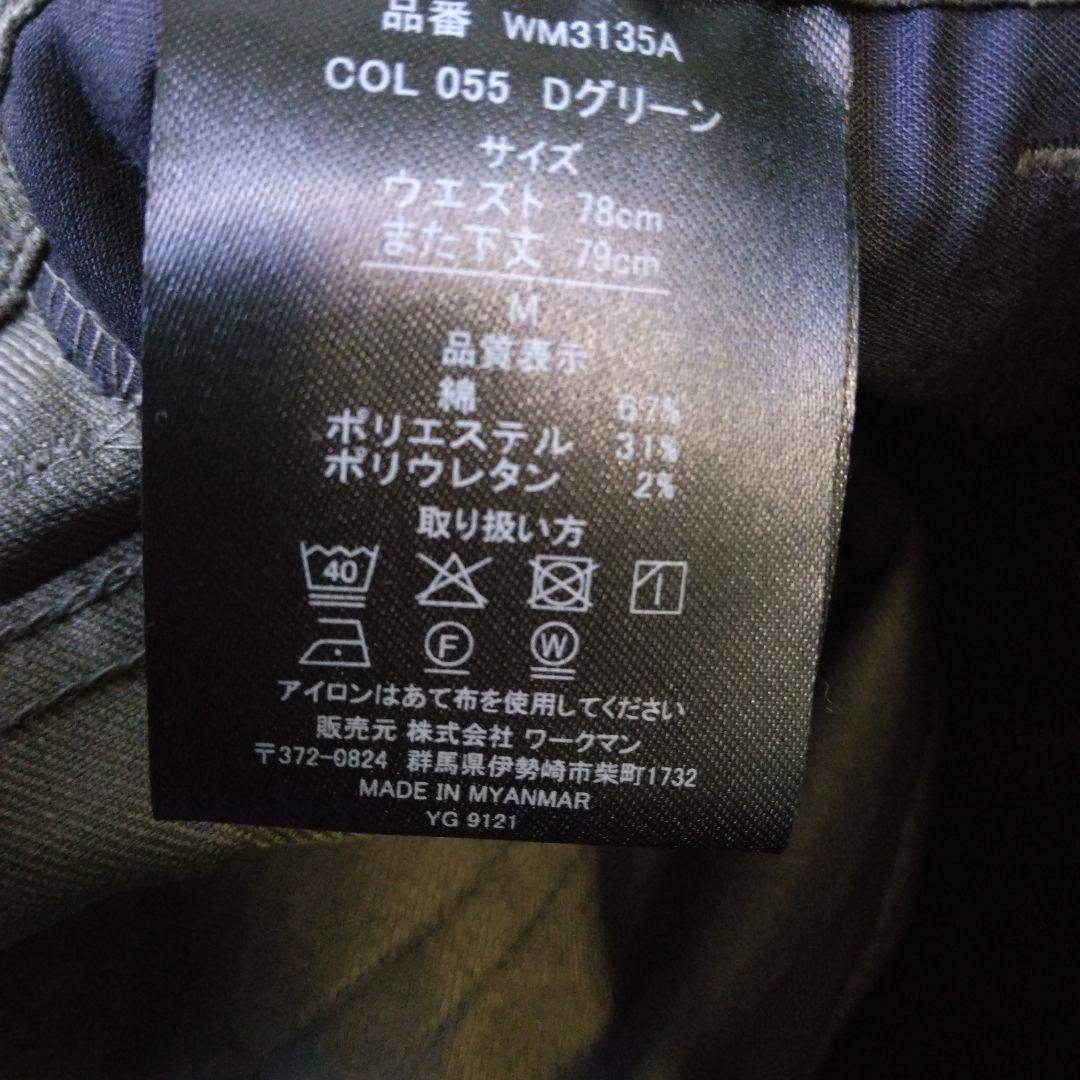 品番 WM3135A
COL 055 Dグリーン
サイズ
ウエスト 78cm
また下丈 79cm
M
品質表示
綿 67%
ポリエステル 31%
ポリウレタン 2%
取り扱い方
40
F W
アイロンはあて布を使用してください
販売元 株式会社 ワークマン
〒372-0824 群馬県伊勢崎市柴町1732
MADE IN MYANMAR
YG 9121